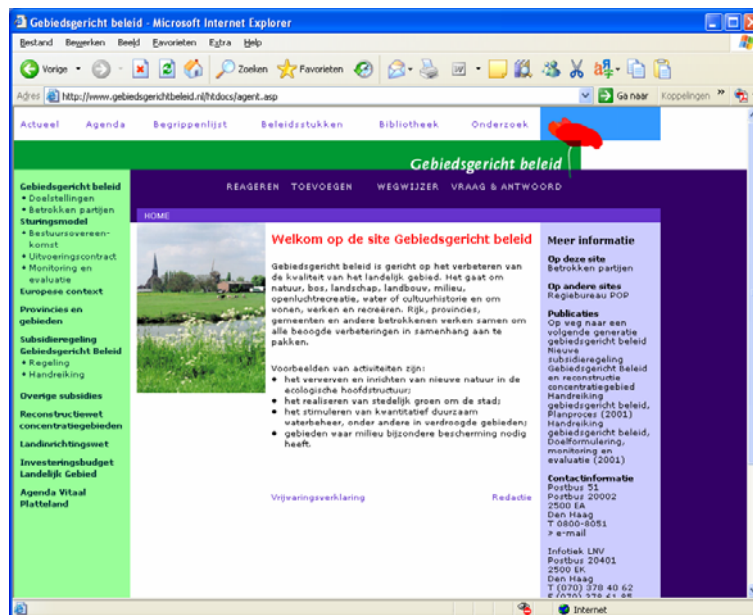 Gebiedsgericht beleid - Microsoft Internet Explorer
Bestand Bewerken Beeld Favorieten Extra Help
Vorige Zoeken Favorieten
Adres http://www.gebiedsgerichtbeleid.nl/htdocs/agent.asp Ga naar Koppelingen »
Actueel Agenda Begrippenlijst Beleidsstukken Bibliotheek Onderzoek
Gebiedsgericht beleid
REAGEREN TOEVOEGEN WEGWIJZER VRAAG & ANTWOORD
HOME
Gebiedsgericht beleid
• Doelstellingen
• Betrokken partijen
Sturingsmodel
• Bestuursovereen-
komst
• Uitvoeringscontract
• Monitoring en
evaluatie
Europese context
Provincies en
gebieden
Subsidieregeling
Gebiedsgericht Beleid
• Regeling
• Handreiking
Overige subsidies
Reconstructiewet
concentratiegebieden
Landinrichtingswet
Investeringsbudget
Landelijk Gebied
Agenda Vitaal
Platteland
Welkom op de site Gebiedsgericht beleid
Gebiedsgericht beleid is gericht op het verbeteren van
de kwaliteit van het landelijk gebied. Het gaat om
natuur, bos, landschap, landbouw, milieu,
openluchtrecreatie, water of cultuurhistorie en om
wonen, werken en recreëren. Rijk, provincies,
gemeenten en andere betrokkenen werken samen om
alle beoogde verbeteringen in samenhang aan te
pakken.
Voorbeelden van activiteiten zijn:
• het verwerven en inrichten van nieuwe natuur in de
ecologische hoofdstructuur;
• het realiseren van stedelijk groen om de stad;
• het stimuleren van kwantitatief duurzaam
waterbeheer, onder andere in verdroogde gebieden;
• gebieden waar milieu bijzondere bescherming nodig
heeft.
Vrijwaringsverklaring Redactie
Meer informatie
Op deze site
Betrokken partijen
Op andere sites
Regiebureau POP
Publicaties
Op weg naar een
volgende generatie
gebiedsgericht beleid
Nieuwe
subsidieregeling
Gebiedsgericht Beleid
en reconstructie
concentratiegebied
Handreiking
gebiedsgericht beleid,
Planproces (2001)
Handreiking
gebiedsgericht beleid,
Doelformulering,
monitoring en
evaluatie (2001)
Contactinformatie
Postbus 51
Postbus 20002
2500 EA
Den Haag
T 0800-8051
> e-mail
Infotiek LNV
Postbus 20401
2500 EK
Den Haag
T (070) 378 40 62
F (070) 378 61 85
Internet